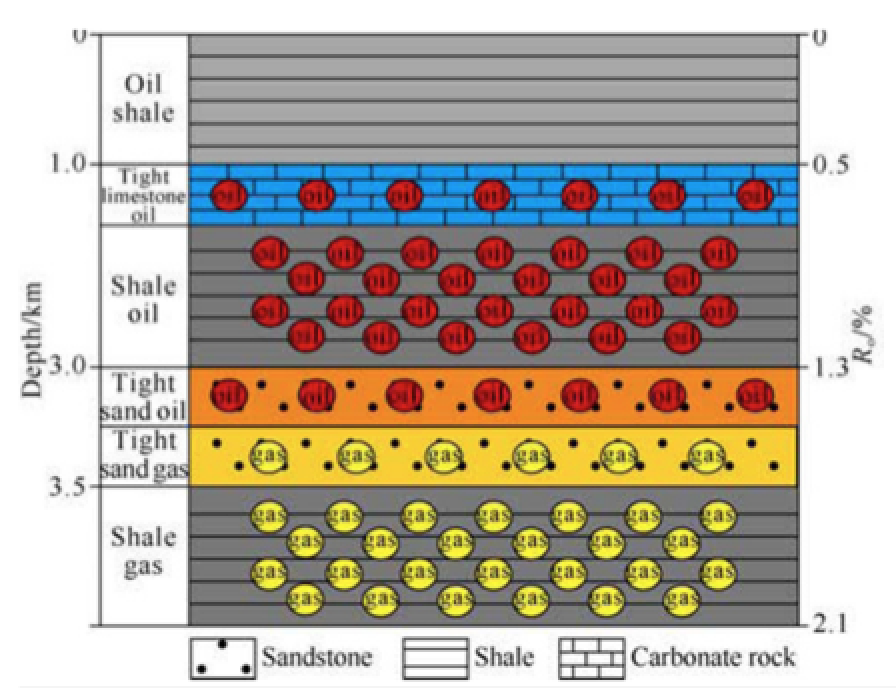 0
0
Oil
shale
1.0
0.5
Tight
limestone
oil
oil oil oil oil oil oil oil
Shale
oil
oil oil oil oil oil oil oil
oil oil oil oil oil oil
oil oil oil oil oil oil oil
oil oil oil oil oil oil
Depth/km
3.0
1.3
R₀/%
Tight
sand oil
oil oil oil oil oil oil oil
Tight
sand gas
gas gas gas gas gas gas
3.5
Shale
gas
gas gas gas gas gas gas gas
gas gas gas gas gas gas
gas gas gas gas gas gas gas
gas gas gas gas gas gas
2.1
Sandstone
Shale
Carbonate rock